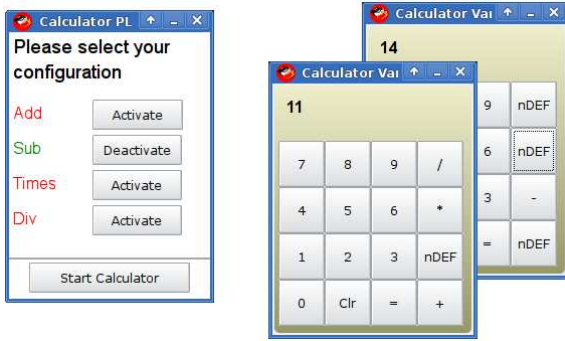 Calculator PL
Please select your
configuration
Add Activate
Sub Deactivate
Times Activate
Div Activate
Start Calculator
Calculator Var
11
7 8 9 /
4 5 6 *
1 2 3 nDEF
0 Clr = +
Calculator Var
14
9 nDEF
6 nDEF
3 -
= nDEF